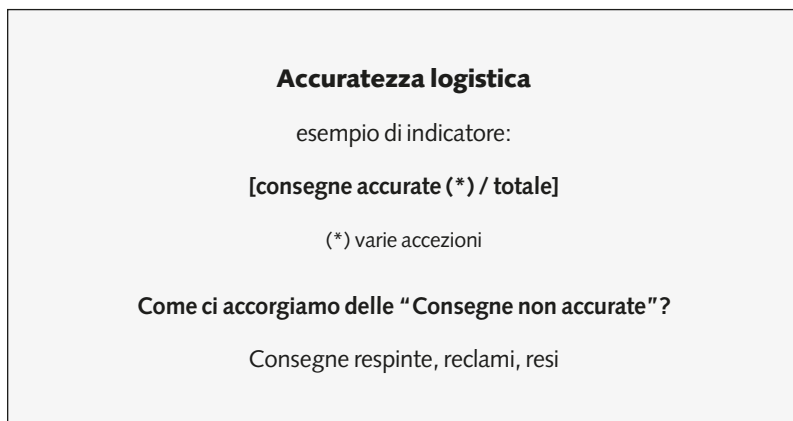 Accuratezza logistica
esempio di indicatore:
[consegne accurate (*) / totale]
(*) varie accezioni
Come ci accorgiamo delle “Consegne non accurate”?
Consegne respinte, reclami, resi